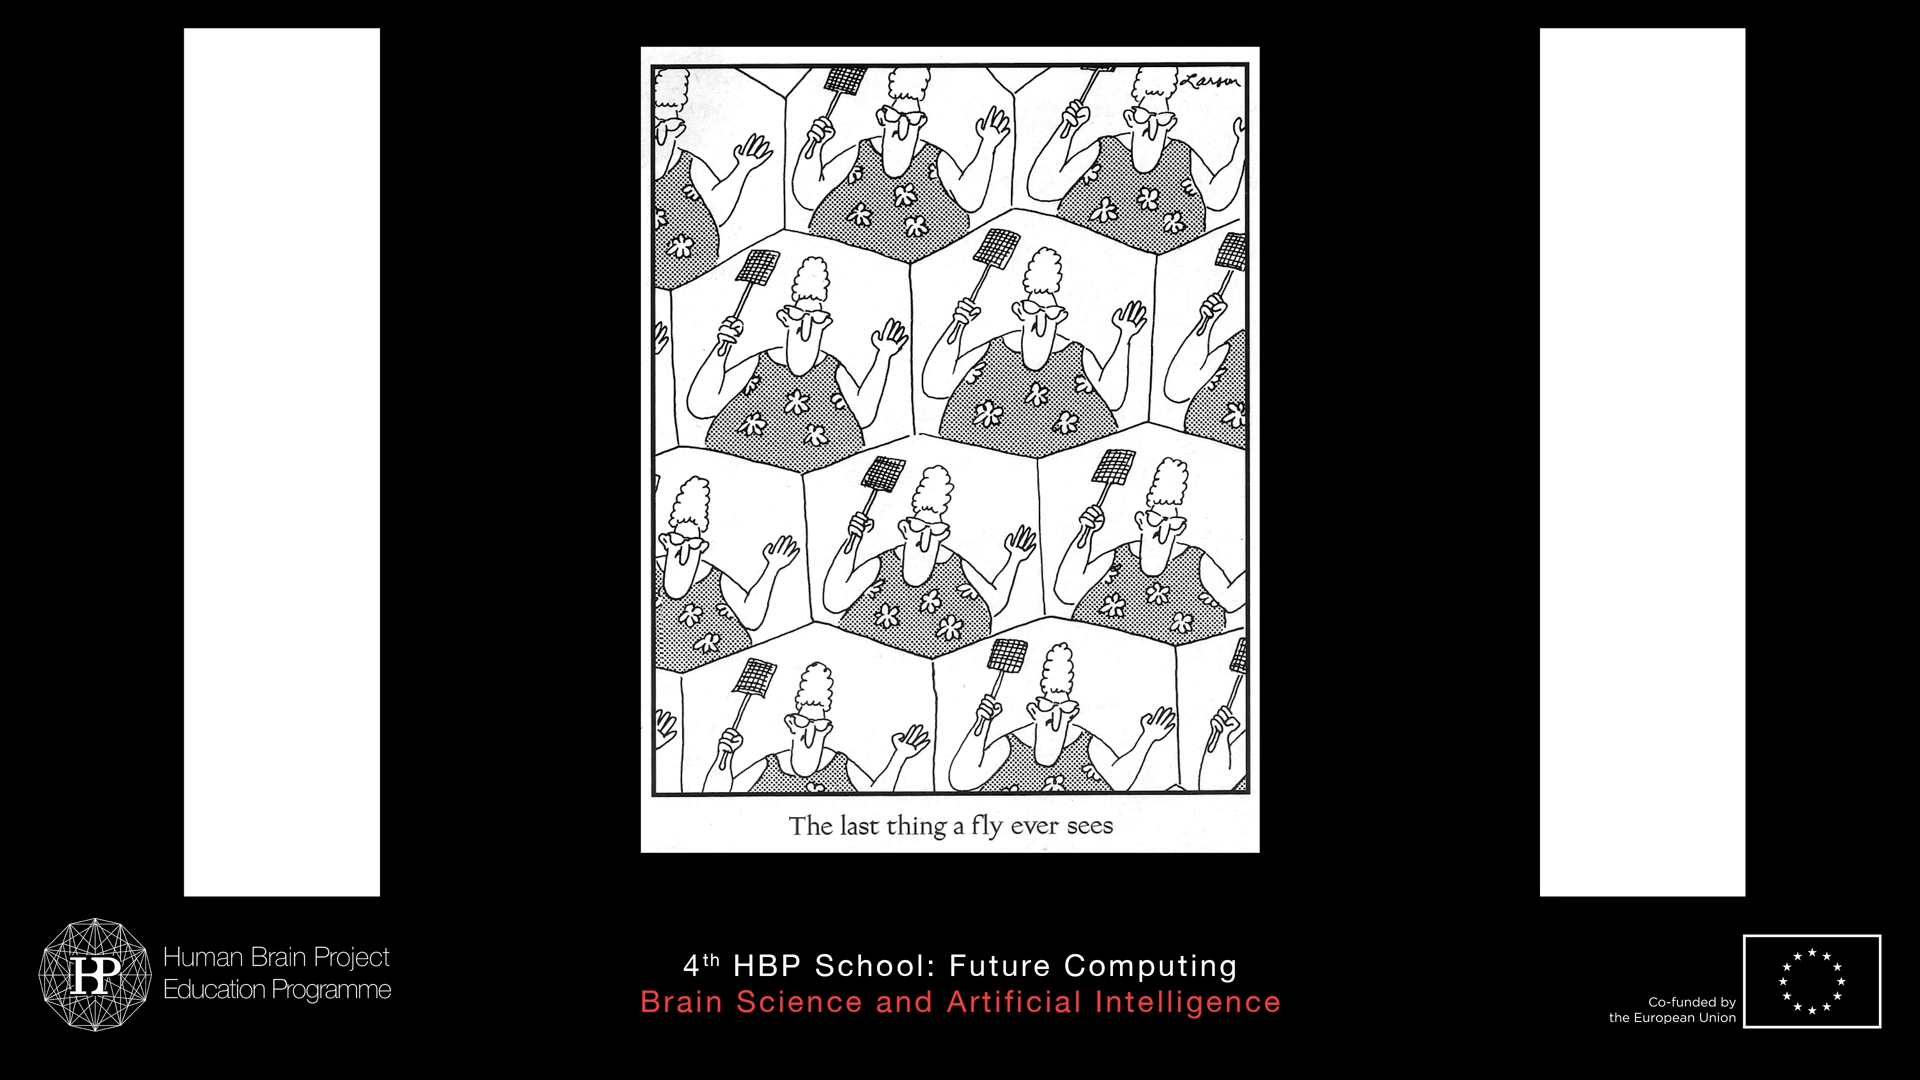 Larson
The last thing a fly ever sees
HBP
Human Brain Project
Education Programme
4th HBP School: Future Computing
Brain Science and Artificial Intelligence
Co-funded by
the European Union